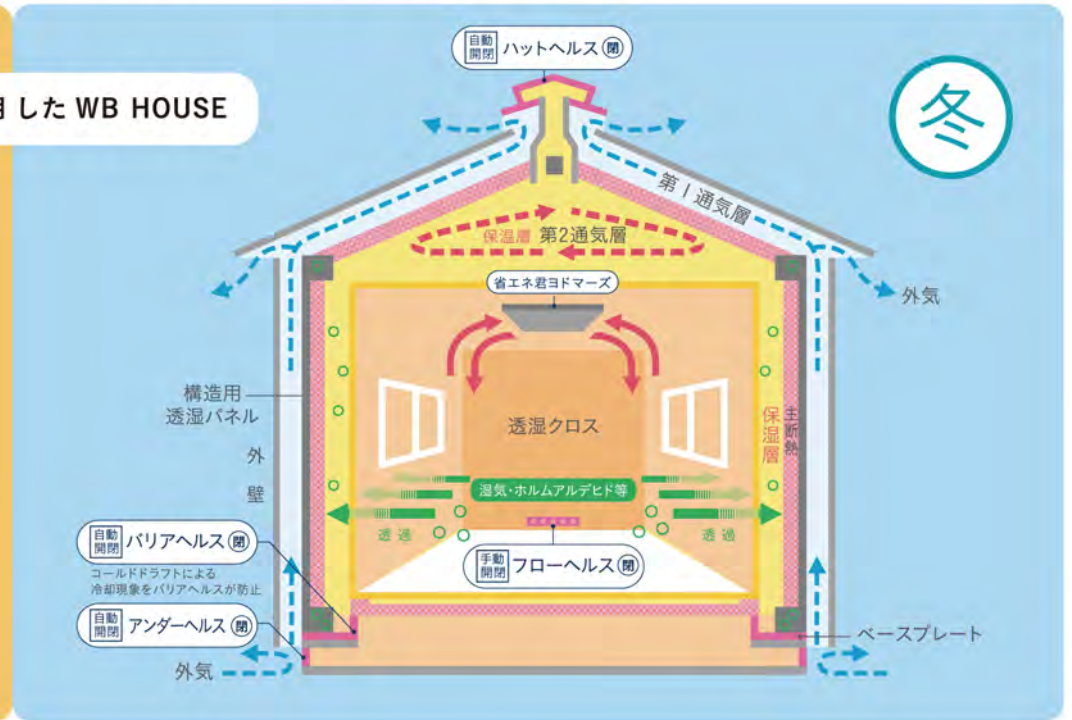 自動開閉 ハットヘルス 閉
した WB HOUSE
冬
第1通気層
保温層 第2通気層
省エネ君ヨドマーズ
外気
構造用
透湿パネル
透湿クロス
保温層
主断熱
外壁
湿気・ホルムアルデヒド等
透過
透過
自動開閉 バリアヘルス 閉
コールドドラフトによる
冷却現象をバリアヘルスが防止
手動開閉 フローヘルス 閉
自動開閉 アンダーヘルス 閉
ベースプレート
外気